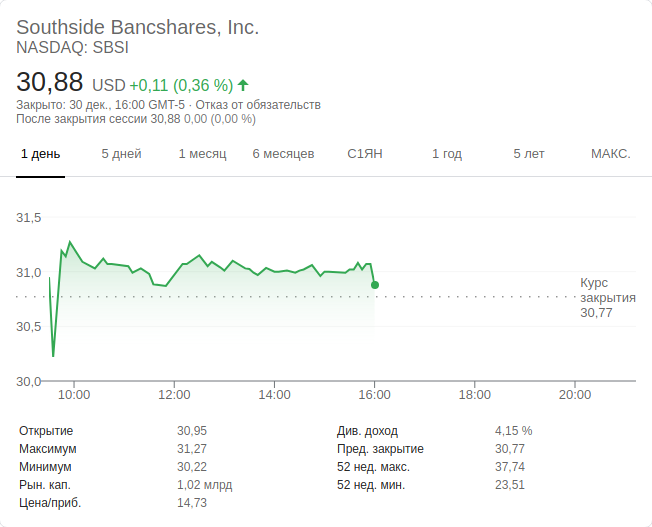 Southside Bancshares, Inc.
NASDAQ: SBSI
30,88 USD +0,11 (0,36 %)
Закрыто: 30 дек., 16:00 GMT-5 · Отказ от обязательств
После закрытия сессии 30,88 0,00 (0,00 %)
1 день 5 дней 1 месяц 6 месяцев С1ЯН 1 год 5 лет МАКС.
31,5
31,0
Курс
закрытия
30,77
30,5
30,0
10:00 12:00 14:00 16:00 18:00 20:00
Открытие 30,95 Див. доход 4,15 %
Максимум 31,27 Пред. закрытие 30,77
Минимум 30,22 52 нед. макс. 37,74
Рын. кап. 1,02 млрд 52 нед. мин. 23,51
Цена/приб. 14,73